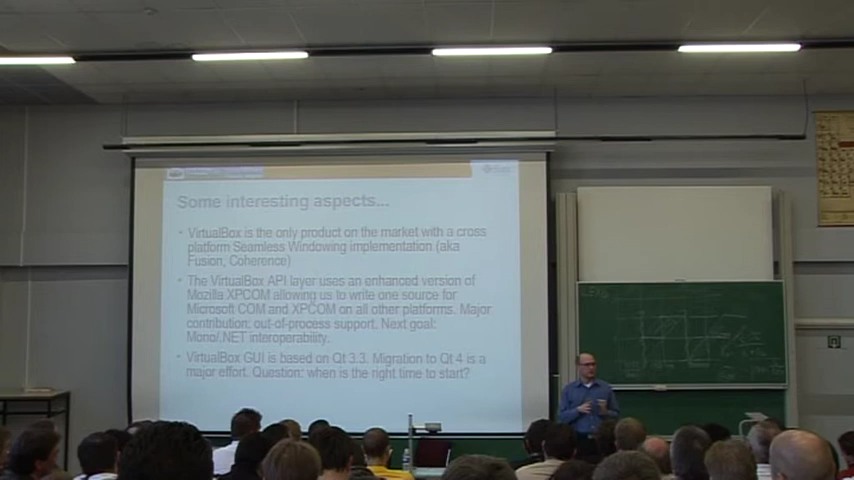 Some interesting aspects...
• VirtualBox is the only product on the market with a cross
platform Seamless Windowing implementation (aka
Fusion, Coherence)
• The VirtualBox API layer uses an enhanced version of
Mozilla XPCOM allowing us to write one source for
Microsoft COM and XPCOM on all other platforms. Major
contribution: out-of-process support. Next goal:
Mono/.NET interoperability.
• VirtualBox GUI is based on Qt 3.3. Migration to Qt 4 is a
major effort. Question: when is the right time to start?